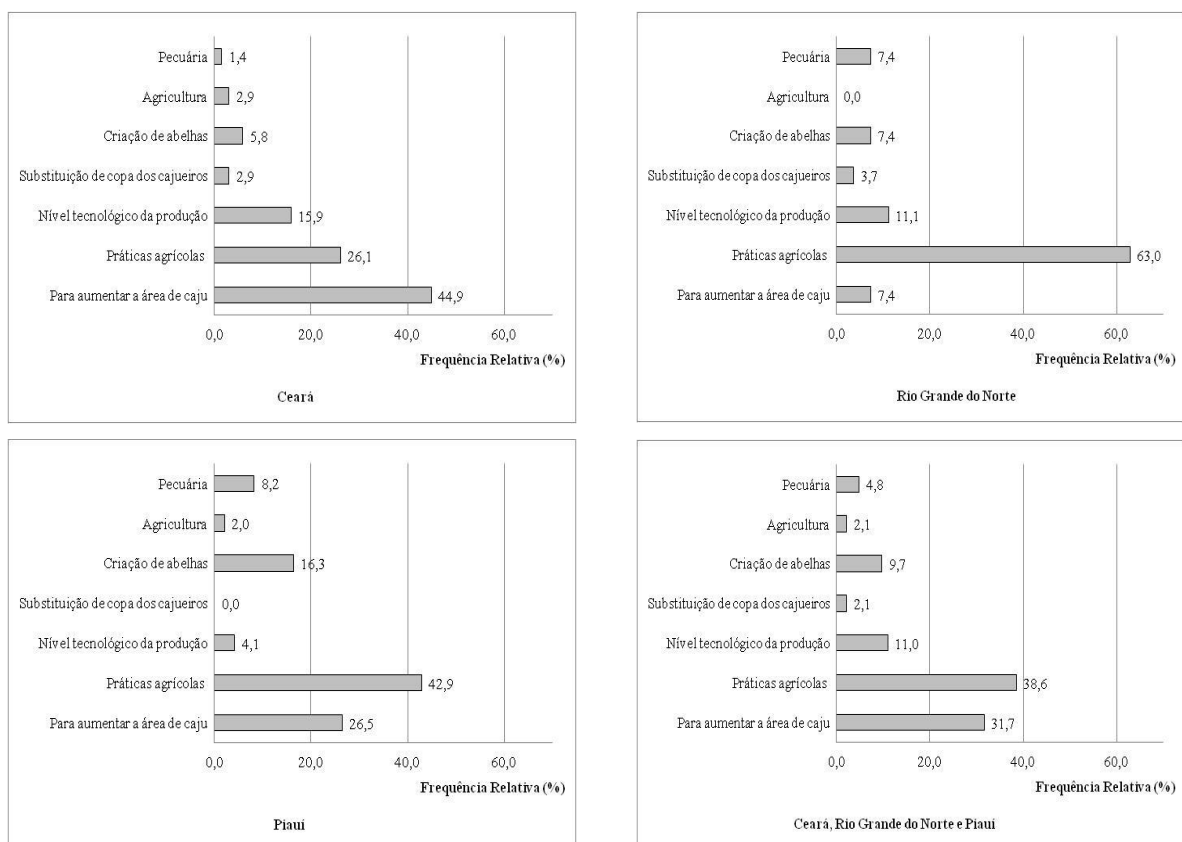 Pecuária 1,4
Agricultura 2,9
Criação de abelhas 5,8
Substituição de copa dos cajueiros 2,9
Nível tecnológico da produção 15,9
Práticas agrícolas 26,1
Para aumentar a área de caju 44,9
0,0 20,0 40,0 60,0
Frequência Relativa (%)
Ceará
Pecuária 7,4
Agricultura 0,0
Criação de abelhas 7,4
Substituição de copa dos cajueiros 3,7
Nível tecnológico da produção 11,1
Práticas agrícolas 63,0
Para aumentar a área de caju 7,4
0,0 20,0 40,0 60,0
Frequência Relativa (%)
Rio Grande do Norte
Pecuária 8,2
Agricultura 2,0
Criação de abelhas 16,3
Substituição de copa dos cajueiros 0,0
Nível tecnológico da produção 4,1
Práticas agrícolas 42,9
Para aumentar a área de caju 26,5
0,0 20,0 40,0 60,0
Frequência Relativa (%)
Piauí
Pecuária 4,8
Agricultura 2,1
Criação de abelhas 9,7
Substituição de copa dos cajueiros 2,1
Nível tecnológico da produção 11,0
Práticas agrícolas 38,6
Para aumentar a área de caju 31,7
0,0 20,0 40,0 60,0
Frequência Relativa (%)
Ceará, Rio Grande do Norte e Piauí